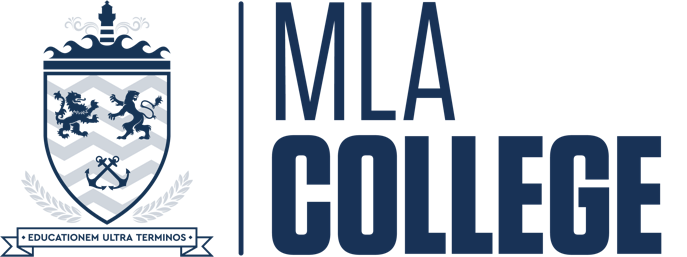 MLA
COLLEGE
• EDUCATIONEM ULTRA TERMINOS •